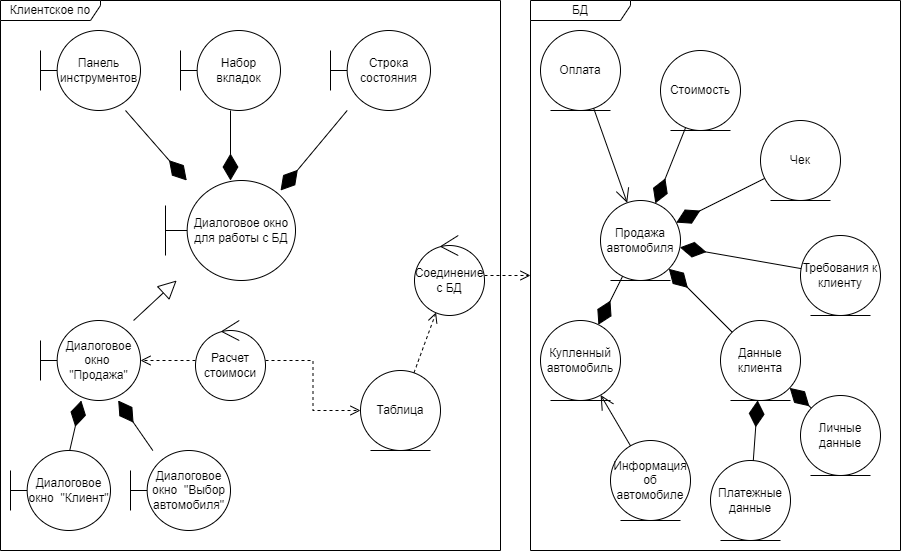 Клиентское по
Панель
инструментов
Набор
вкладок
Строка
состояния
Диалоговое окно
для работы с БД
Соединение
с БД
Диалоговое
окно
"Продажа"
Расчет
стоимоси
Таблица
Диалоговое
окно "Клиент"
Диалоговое
окно "Выбор
автомобиля"
БД
Оплата
Стоимость
Чек
Продажа
автомобиля
Требования к
клиенту
Купленный
автомобиль
Данные
клиента
Личные
данные
Информация
об
автомобиле
Платежные
данные